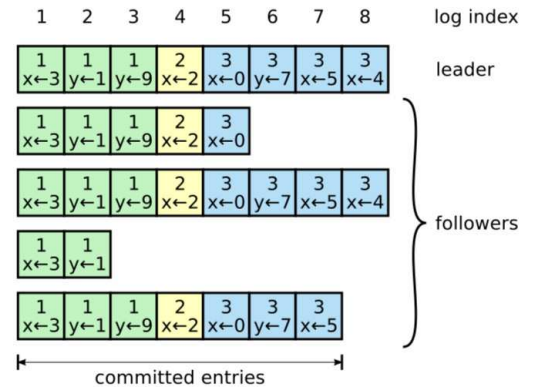 1 2 3 4 5 6 7 8 log index
1 1 1 2 3 3 3 3
x←3 y←1 y←9 x←2 x←0 y←7 x←5 x←4
leader
1 1 1 2 3
x←3 y←1 y←9 x←2 x←0
1 1 1 2 3 3 3 3
x←3 y←1 y←9 x←2 x←0 y←7 x←5 x←4
followers
1 1
x←3 y←1
1 1 1 2 3 3 3
x←3 y←1 y←9 x←2 x←0 y←7 x←5
committed entries